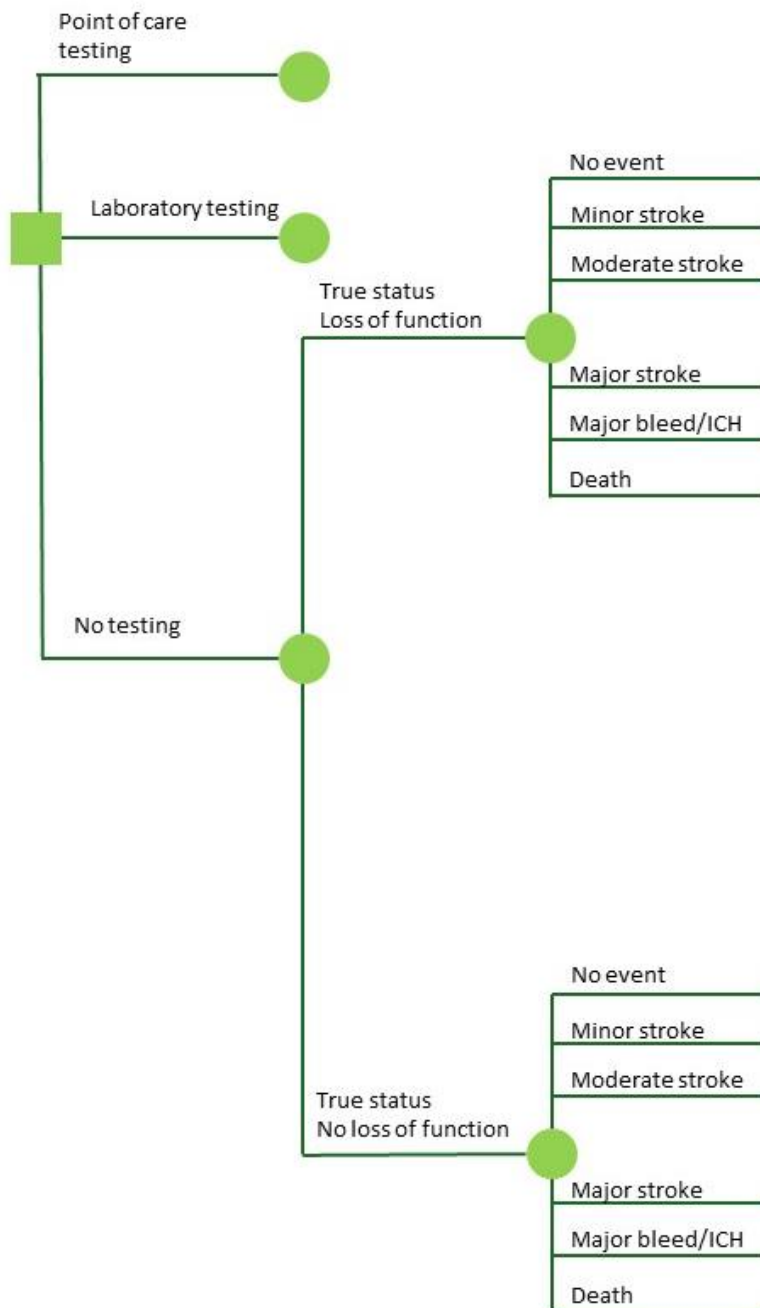 Point of care
testing
Laboratory testing
No testing
True status
Loss of function
No event
Minor stroke
Moderate stroke
Major stroke
Major bleed/ICH
Death
True status
No loss of function
No event
Minor stroke
Moderate stroke
Major stroke
Major bleed/ICH
Death